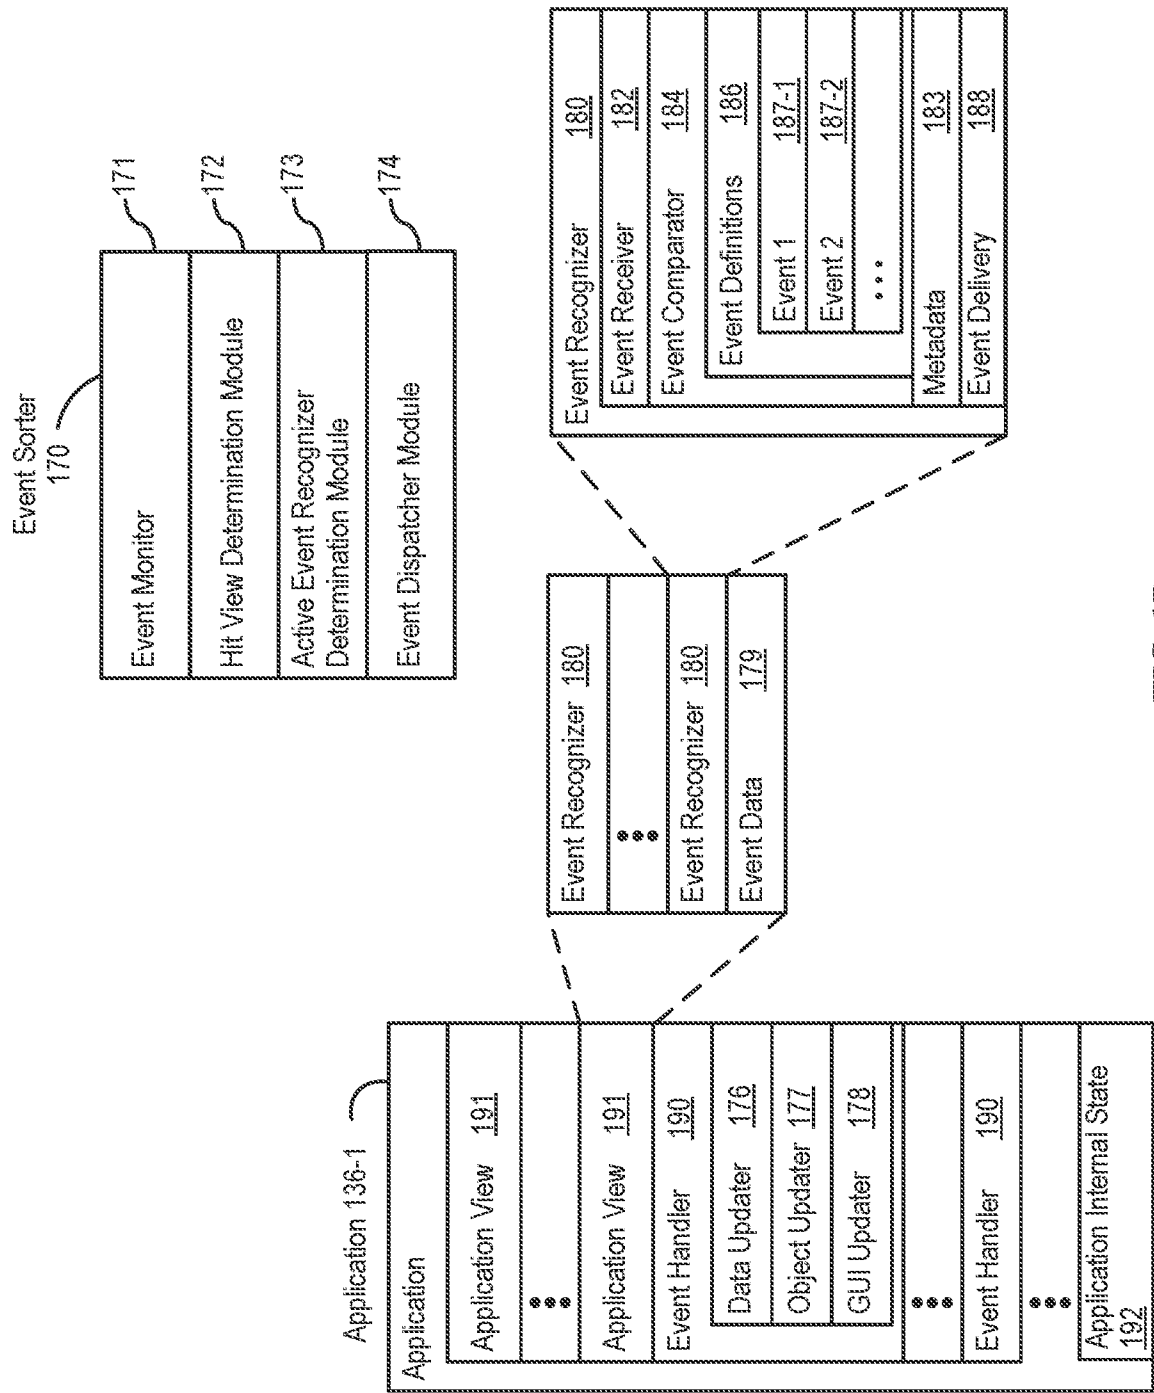 Event Sorter
170
Event Monitor
171
Hit View Determination Module
172
Active Event Recognizer
Determination Module
173
Event Dispatcher Module
174
Application 136-1
Application
Application View 191
Application View 191
Event Handler 190
Data Updater 176
Object Updater 177
GUI Updater 178
Event Handler 190
Application Internal State
192
Event Recognizer 180
Event Recognizer 180
Event Data 179
Event Recognizer 180
Event Receiver 182
Event Comparator 184
Event Definitions 186
Event 1 187-1
Event 2 187-2
Metadata 183
Event Delivery 188